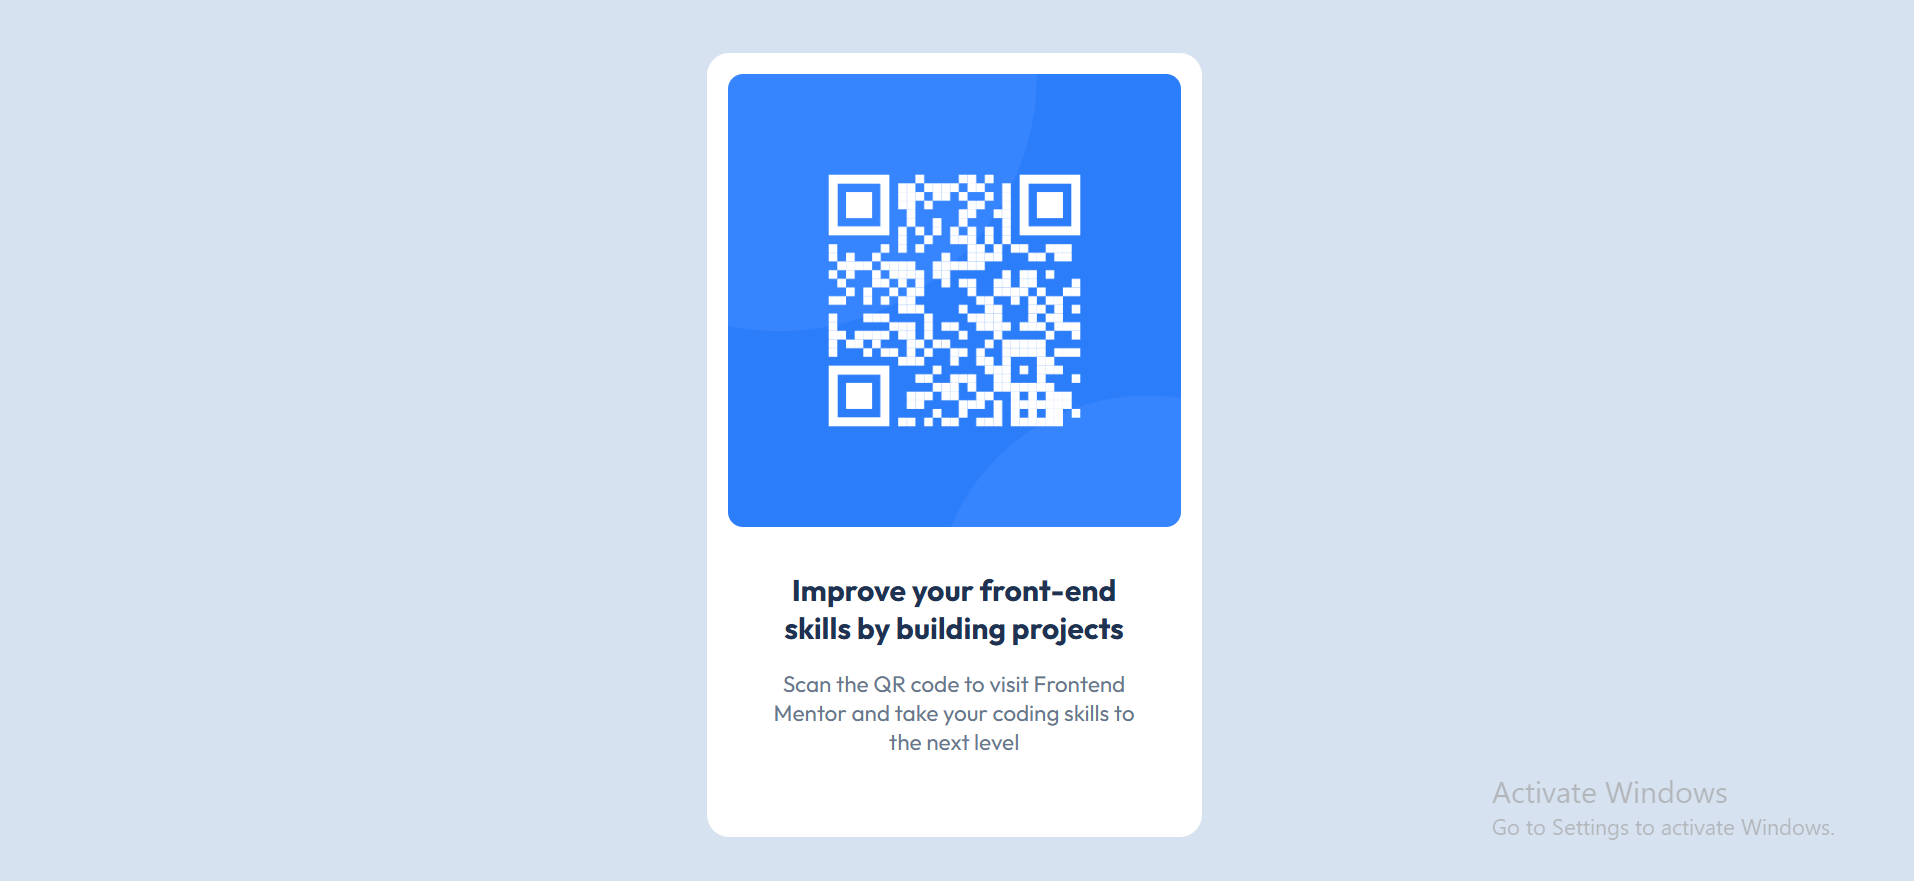 Improve your front-end
skills by building projects
Scan the QR code to visit Frontend
Mentor and take your coding skills to
the next level
Activate Windows
Go to Settings to activate Windows.